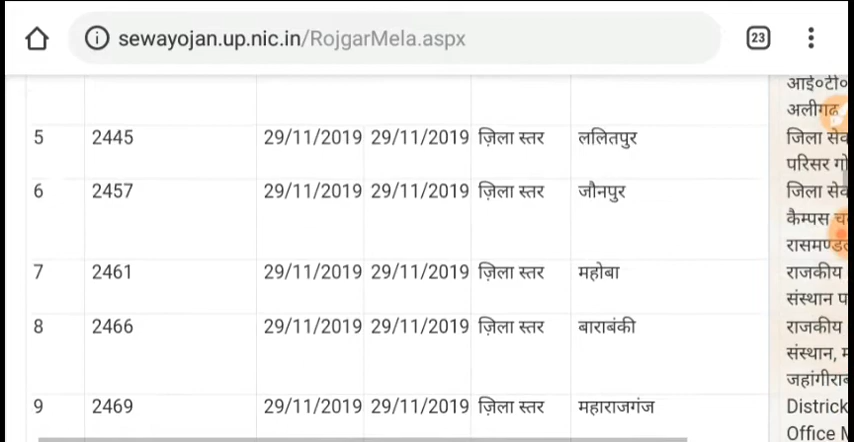 sewayojan.up.nic.in/RojgarMela.aspx 23
आई०टी०
अलीगढ
5 2445 29/11/2019 29/11/2019 ज़िला स्तर ललितपुर जिला सेव
परिसर गो
6 2457 29/11/2019 29/11/2019 ज़िला स्तर जौनपुर जिला सेव
कैम्पस च
रासमण्डल
7 2461 29/11/2019 29/11/2019 ज़िला स्तर महोबा राजकीय
संस्थान प
8 2466 29/11/2019 29/11/2019 ज़िला स्तर बाराबंकी राजकीय
संस्थान, म
जहांगीरा
9 2469 29/11/2019 29/11/2019 ज़िला स्तर महाराजगंज Districk
Office M